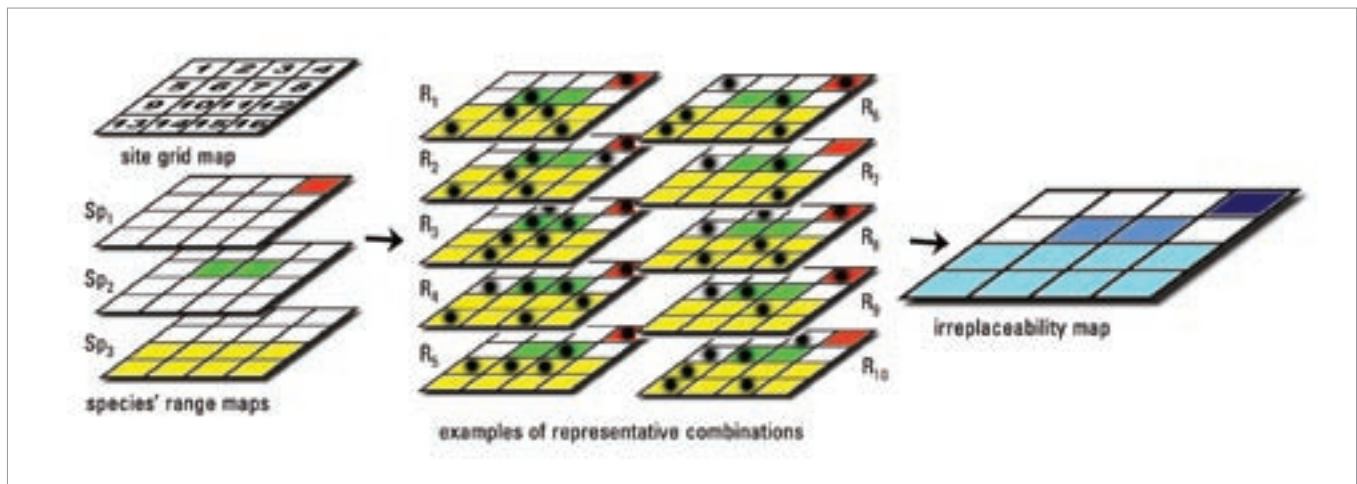 1 2 3 4
5 6 7 8
9 10 11 12
13 14 15 16
site grid map
Sp1
Sp2
Sp3
species' range maps
R1
R2
R3
R4
R5
R6
R7
R8
R9
R10
examples of representative combinations
irreplaceability map